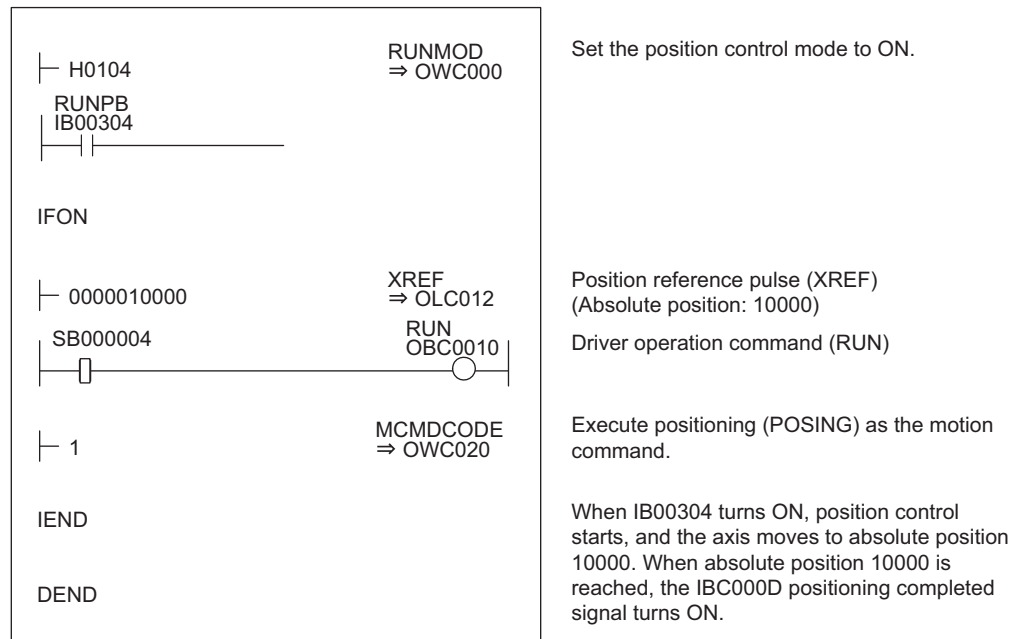 RUNMOD
H0104 ⇒ OWC000
Set the position control mode to ON.
RUNPB
IB00304
IFON
XREF
0000010000 ⇒ OLC012
Position reference pulse (XREF)
(Absolute position: 10000)
RUN
SB000004 OBC0010
Driver operation command (RUN)
MCMDCODE
1 ⇒ OWC020
Execute positioning (POSING) as the motion
command.
IEND
DEND
When IB00304 turns ON, position control
starts, and the axis moves to absolute position
10000. When absolute position 10000 is
reached, the IBC000D positioning completed
signal turns ON.